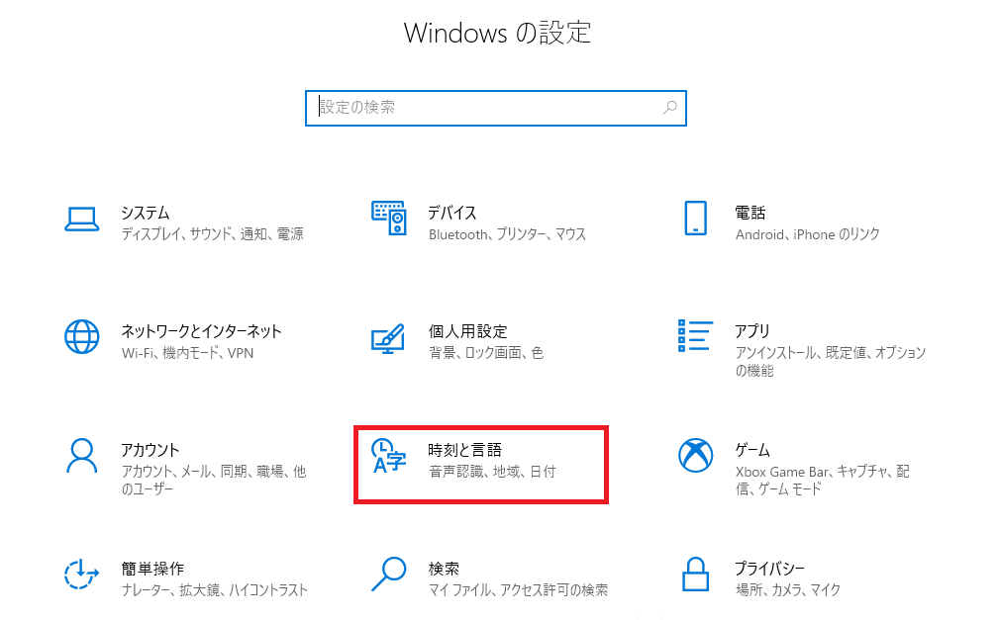 Windows の設定
設定の検索
システム
ディスプレイ、サウンド、通知、電源
デバイス
Bluetooth、プリンター、マウス
電話
Android、iPhone のリンク
ネットワークとインターネット
Wi-Fi、機内モード、VPN
個人用設定
背景、ロック画面、色
アプリ
アンインストール、既定値、オプション
の機能
アカウント
アカウント、メール、同期、職場、他
のユーザー
時刻と言語
音声認識、地域、日付
ゲーム
Xbox Game Bar、キャプチャ、配
信、ゲーム モード
簡単操作
ナレーター、拡大鏡、ハイコントラスト
検索
マイ ファイル、アクセス許可の検索
プライバシー
場所、カメラ、マイク